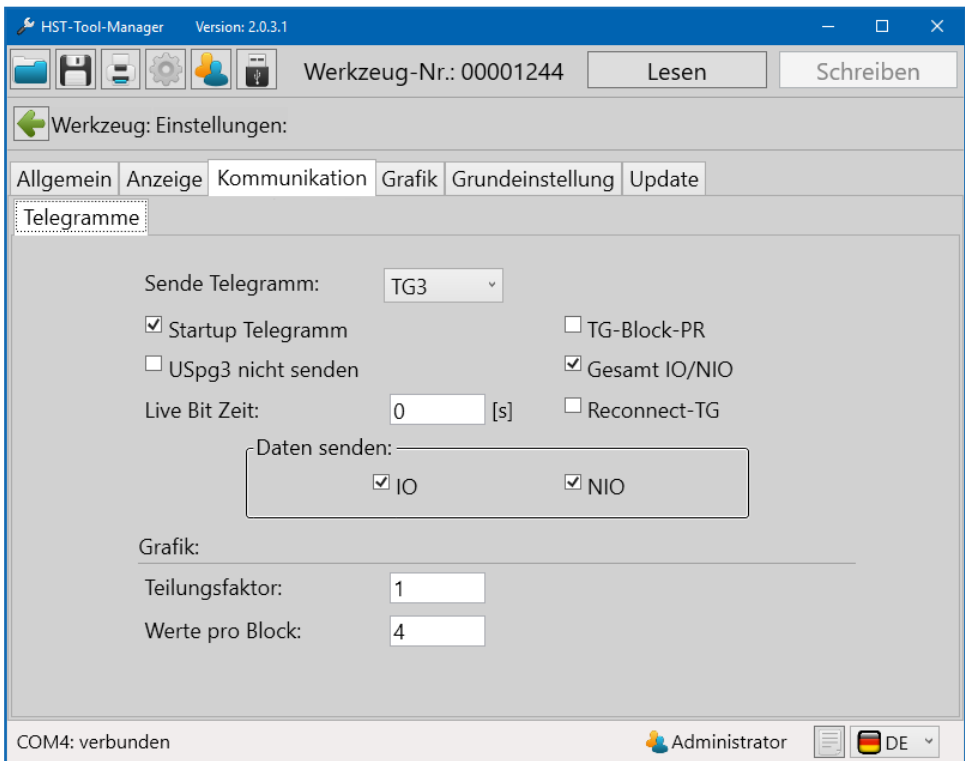 HST-Tool-Manager Version: 2.0.3.1
Werkzeug-Nr.: 00001244 Lesen Schreiben
Werkzeug: Einstellungen:
Allgemein Anzeige Kommunikation Grafik Grundeinstellung Update
Telegramme
Sende Telegramm: TG3
Startup Telegramm TG-Block-PR
USpg3 nicht senden Gesamt IO/NIO
Live Bit Zeit: 0 [s] Reconnect-TG
Daten senden:
IO NIO
Grafik:
Teilungsfaktor: 1
Werte pro Block: 4
COM4: verbunden Administrator DE